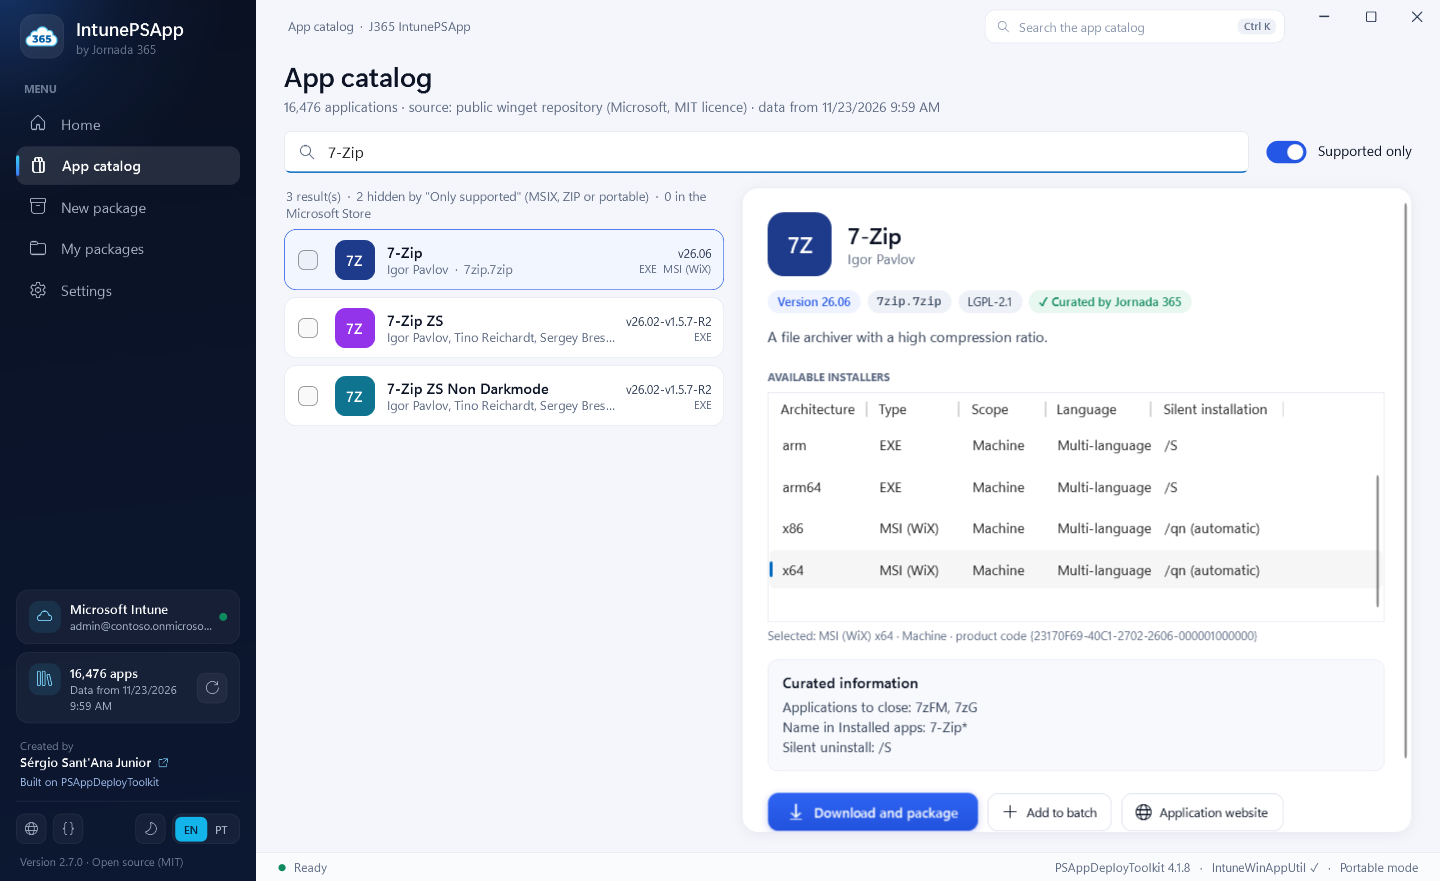 365
IntunePSApp
by Jornada 365
MENU
Home
App catalog
New package
My packages
Settings
Microsoft Intune
admin@contoso.onmicroso...
16,476 apps
Data from 11/23/2026
9:59 AM
Created by
Sérgio Sant'Ana Junior
Built on PSAppDeployToolkit
{}
EN PT
Version 2.7.0 · Open source (MIT)
App catalog · J365 IntunePSApp
Search the app catalog Ctrl K
App catalog
16,476 applications · source: public winget repository (Microsoft, MIT licence) · data from 11/23/2026 9:59 AM
7-Zip
Supported only
3 result(s) · 2 hidden by "Only supported" (MSIX, ZIP or portable) · 0 in the
Microsoft Store
7Z
7-Zip v26.06
Igor Pavlov · 7zip.7zip EXE MSI (WiX)
7Z
7-Zip ZS v26.02-v1.5.7-R2
Igor Pavlov, Tino Reichardt, Sergey Bres... EXE
7Z
7-Zip ZS Non Darkmode v26.02-v1.5.7-R2
Igor Pavlov, Tino Reichardt, Sergey Bres... EXE
7Z
7-Zip
Igor Pavlov
Version 26.06 7zip.7zip LGPL-2.1 ✓ Curated by Jornada 365
A file archiver with a high compression ratio.
AVAILABLE INSTALLERS
Architecture Type Scope Language Silent installation
arm EXE Machine Multi-language /S
arm64 EXE Machine Multi-language /S
x86 MSI (WiX) Machine Multi-language /qn (automatic)
x64 MSI (WiX) Machine Multi-language /qn (automatic)
Selected: MSI (WiX) x64 · Machine · product code {23170F69-40C1-2702-2606-000001000000}
Curated information
Applications to close: 7zFM, 7zG
Name in Installed apps: 7-Zip*
Silent uninstall: /S
Download and package Add to batch Application website
Ready
PSAppDeployToolkit 4.1.8 · IntuneWinAppUtil ✓ · Portable mode